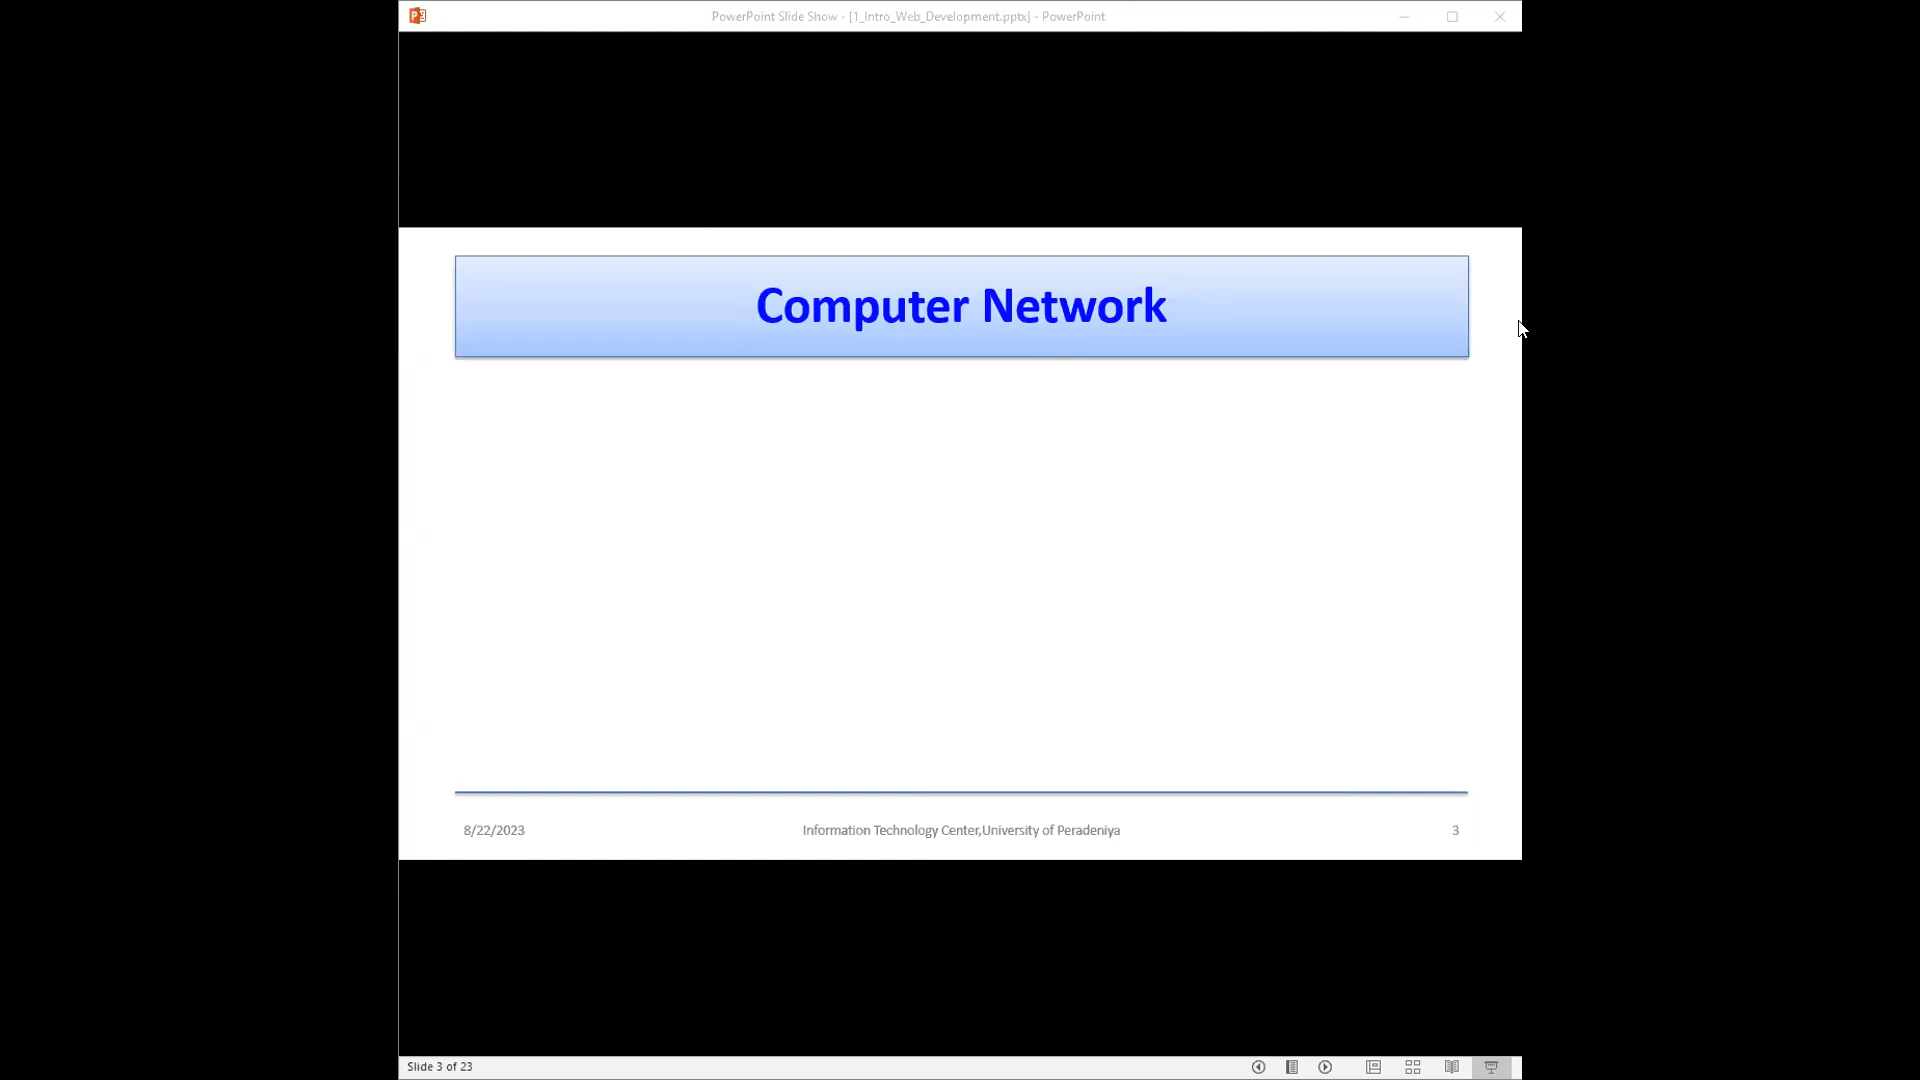 PowerPoint Slide Show - [1_Intro_Web_Development.pptx] - PowerPoint
Computer Network
8/22/2023
Information Technology Center,University of Peradeniya
3
Slide 3 of 23